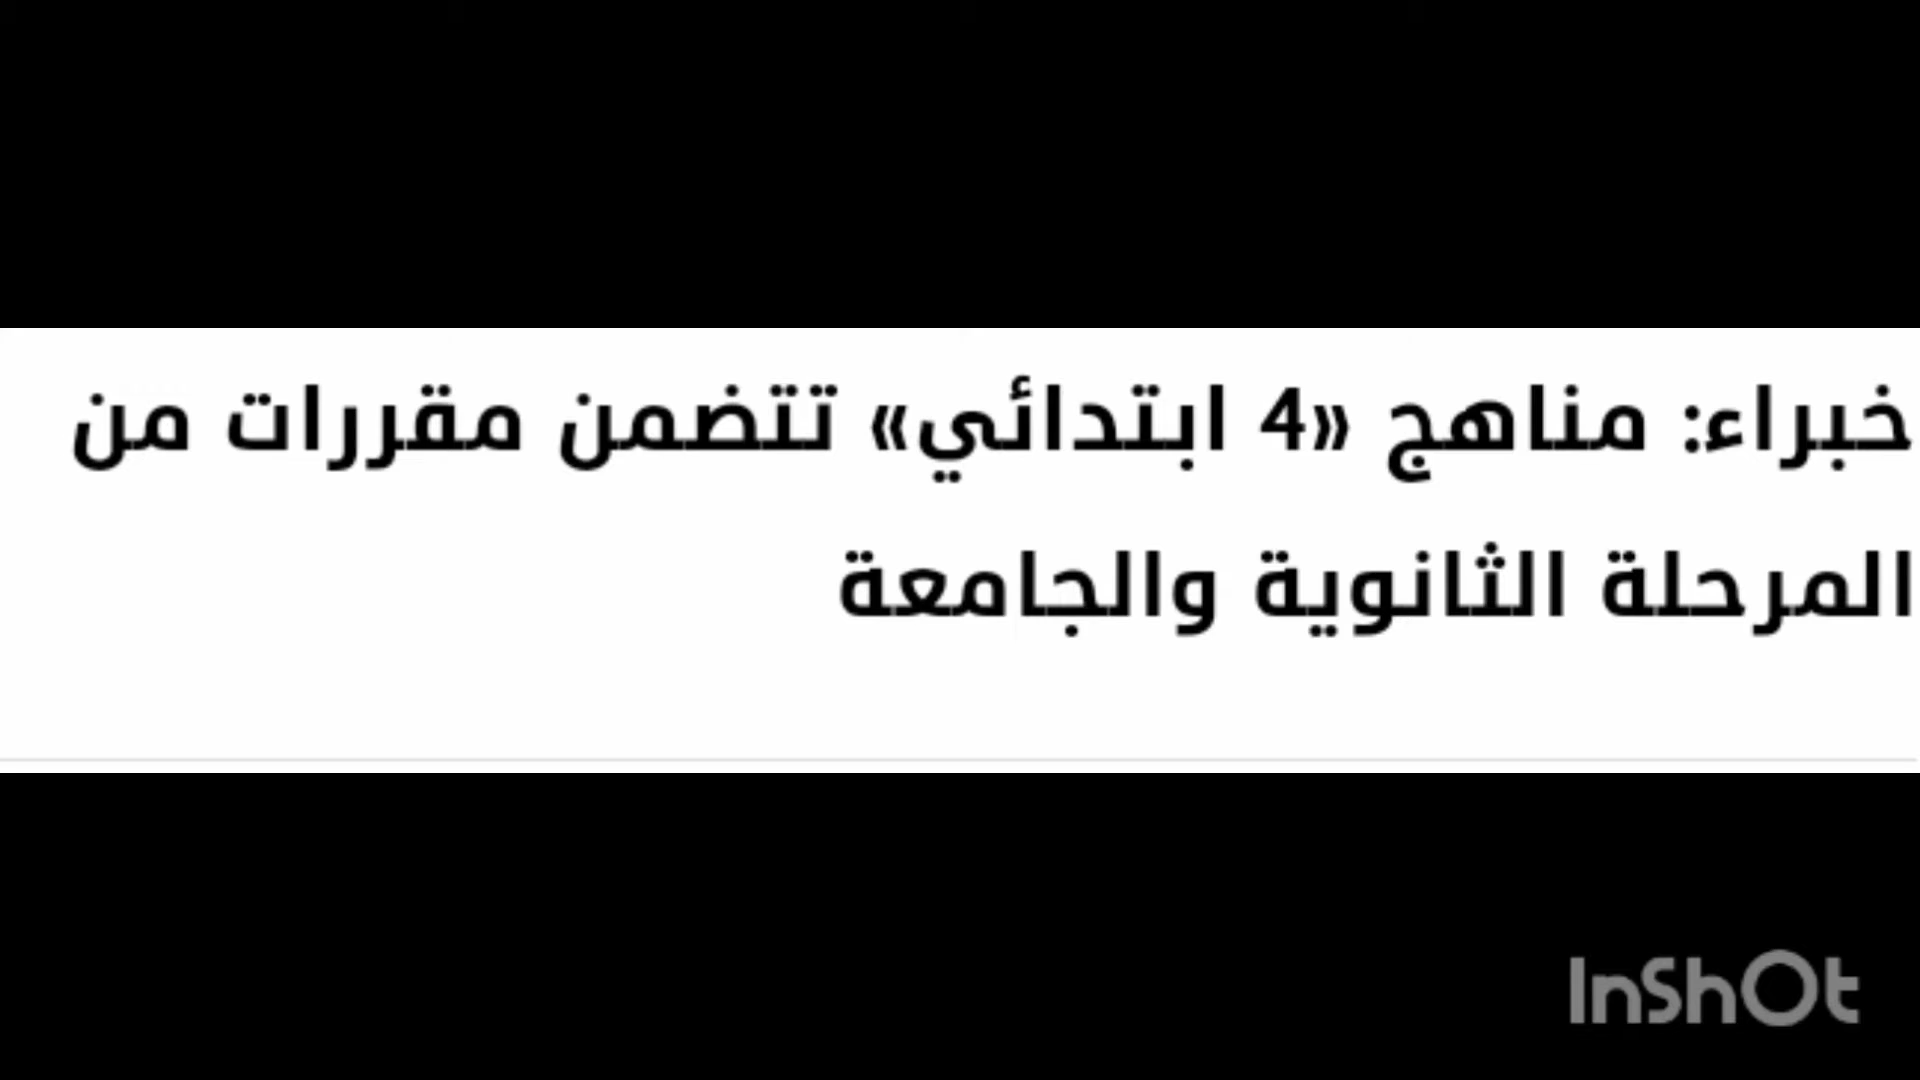 خبراء: مناهج «4 ابتدائي» تتضمن مقررات من
المرحلة الثانوية والجامعة
InShOt